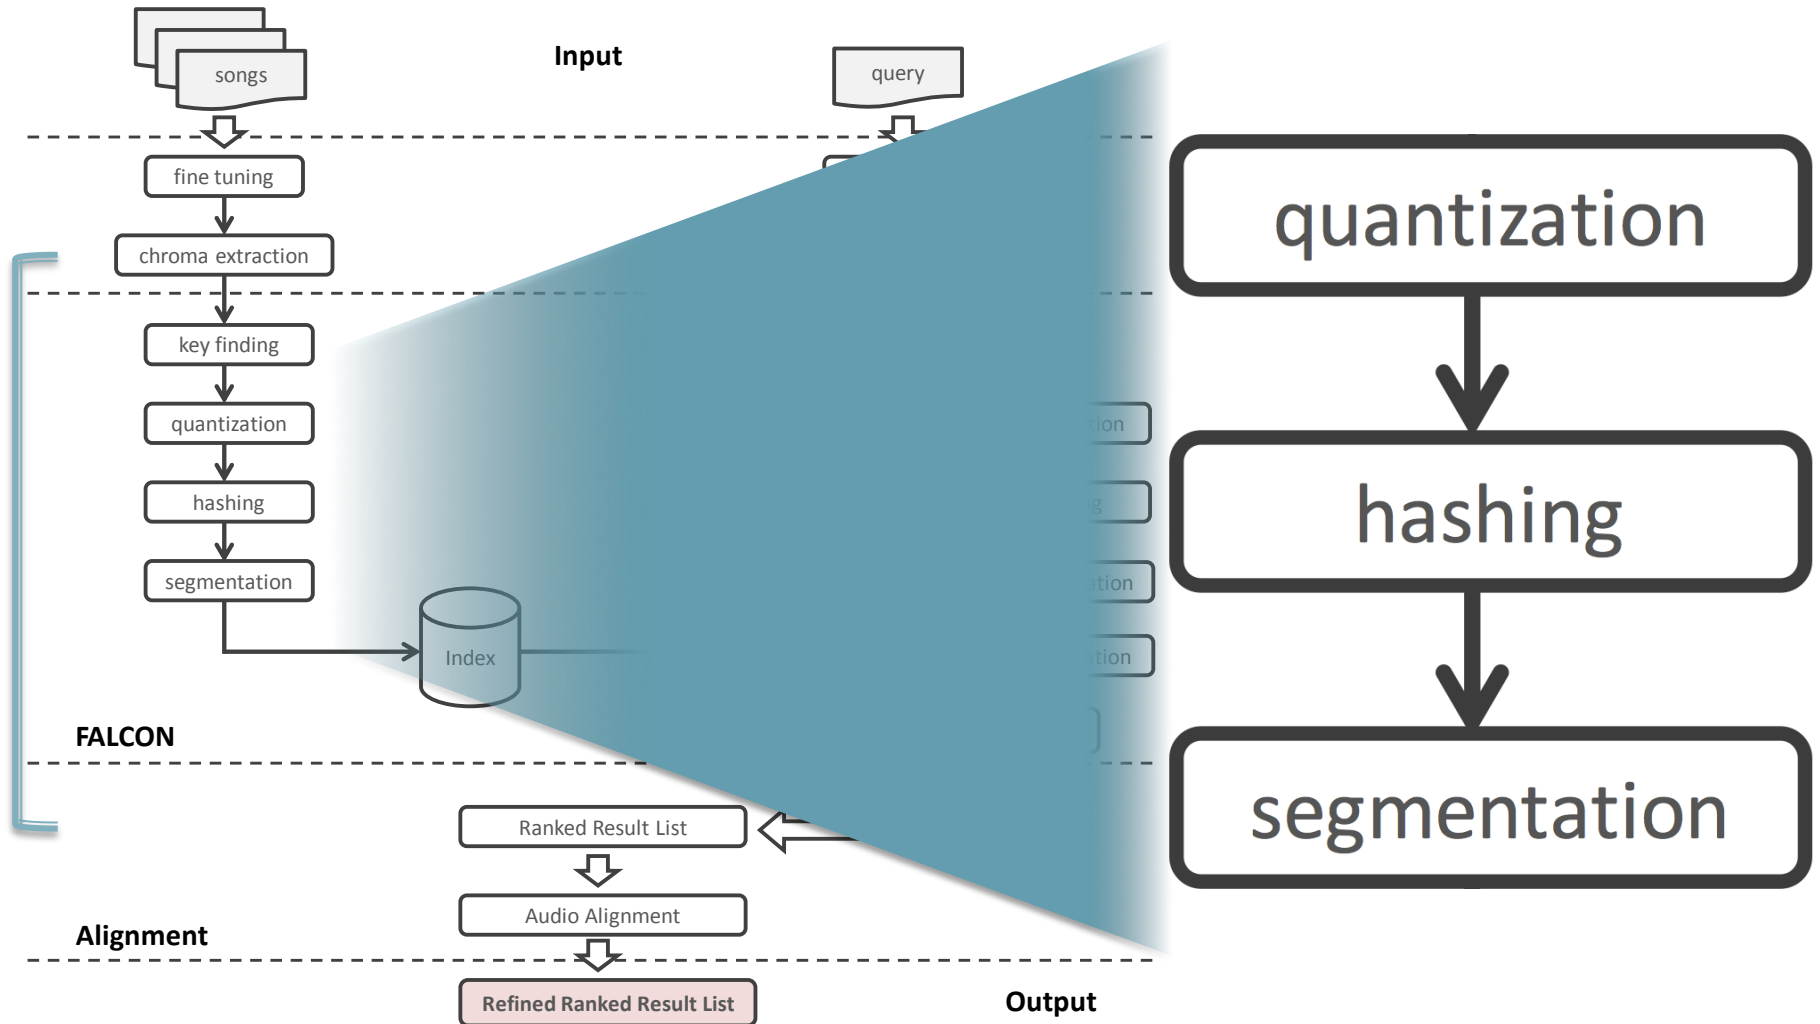 songs
Input
query
fine tuning
chroma extraction
key finding
quantization
hashing
segmentation
Index
FALCON
Ranked Result List
Audio Alignment
Alignment
Refined Ranked Result List
Output
quantization
hashing
segmentation